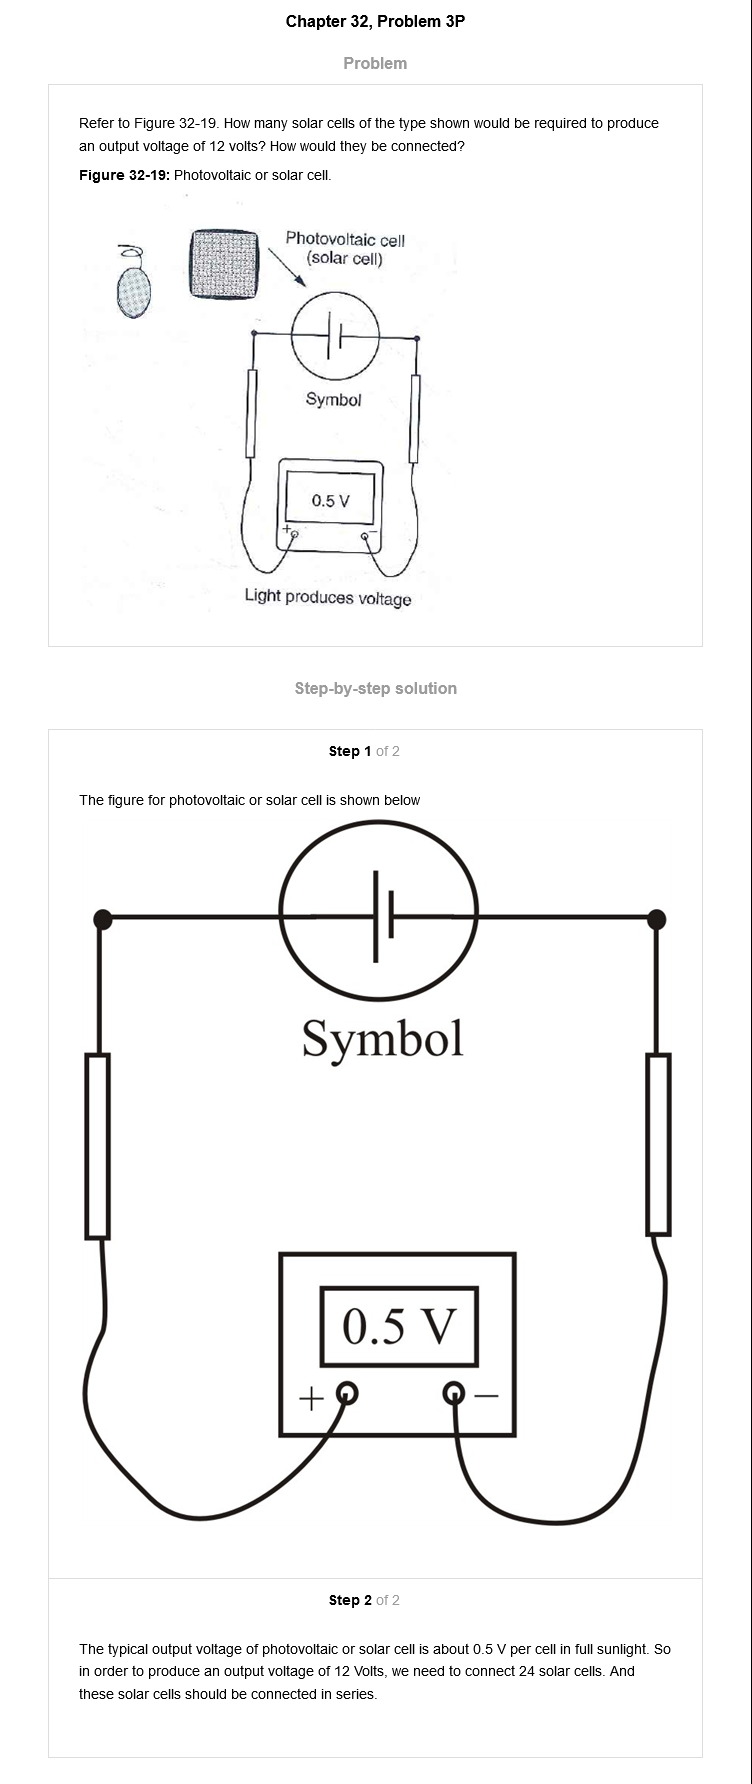 Chapter 32, Problem 3P
Problem
Refer to Figure 32-19. How many solar cells of the type shown would be required to produce
an output voltage of 12 volts? How would they be connected?
Figure 32-19: Photovoltaic or solar cell.
Photovoltaic cell
(solar cell)
Symbol
0.5 V
+ −
Light produces voltage
Step-by-step solution
Step 1 of 2
The figure for photovoltaic or solar cell is shown below
Symbol
0.5 V
+ −
Step 2 of 2
The typical output voltage of photovoltaic or solar cell is about 0.5 V per cell in full sunlight. So
in order to produce an output voltage of 12 Volts, we need to connect 24 solar cells. And
these solar cells should be connected in series.